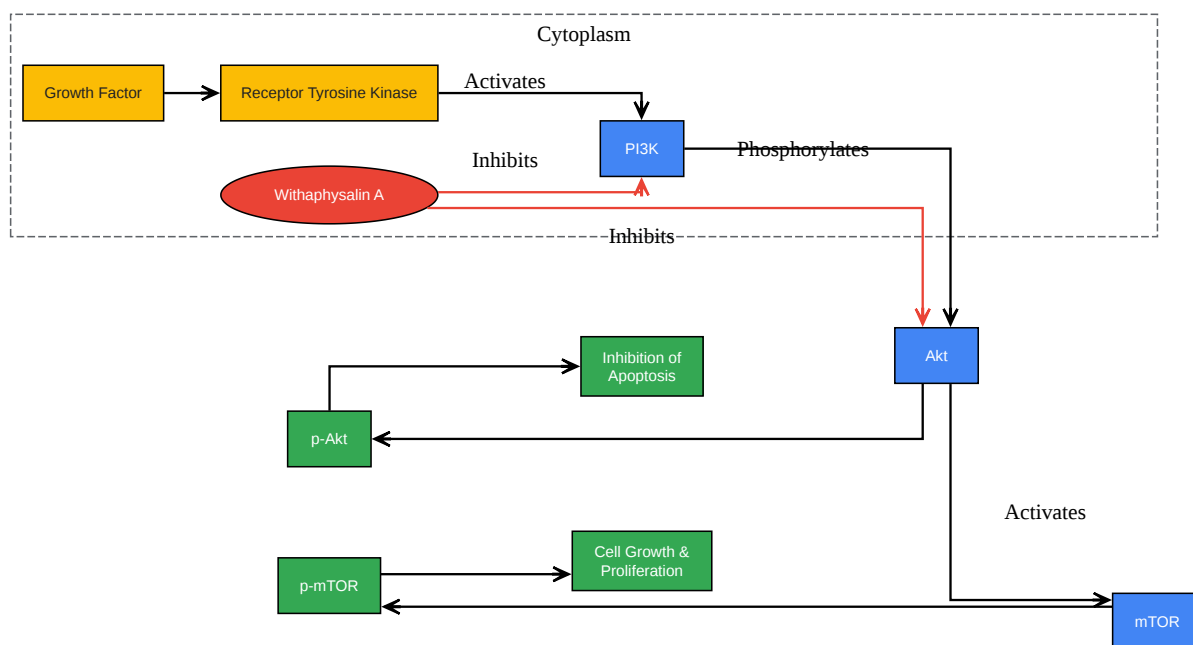 Cytoplasm
Growth Factor
Receptor Tyrosine Kinase
Activates
PI3K
Phosphorylates
Inhibits
Withaphysalin A
Inhibits
Akt
Inhibition of
Apoptosis
p-Akt
Activates
Cell Growth &
Proliferation
p-mTOR
mTOR